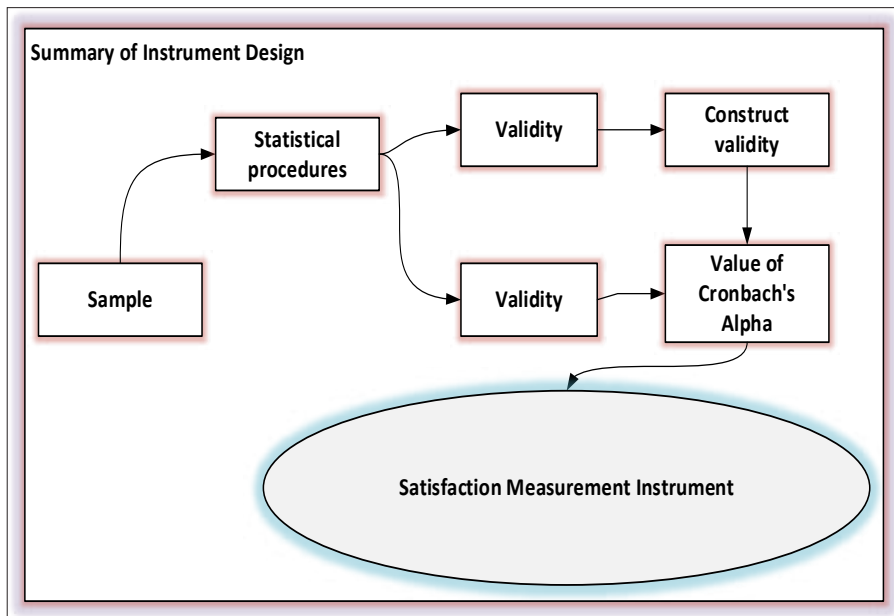 Summary of Instrument Design
Statistical
procedures
Validity
Construct
validity
Sample
Validity
Value of
Cronbach's
Alpha
Satisfaction Measurement Instrument